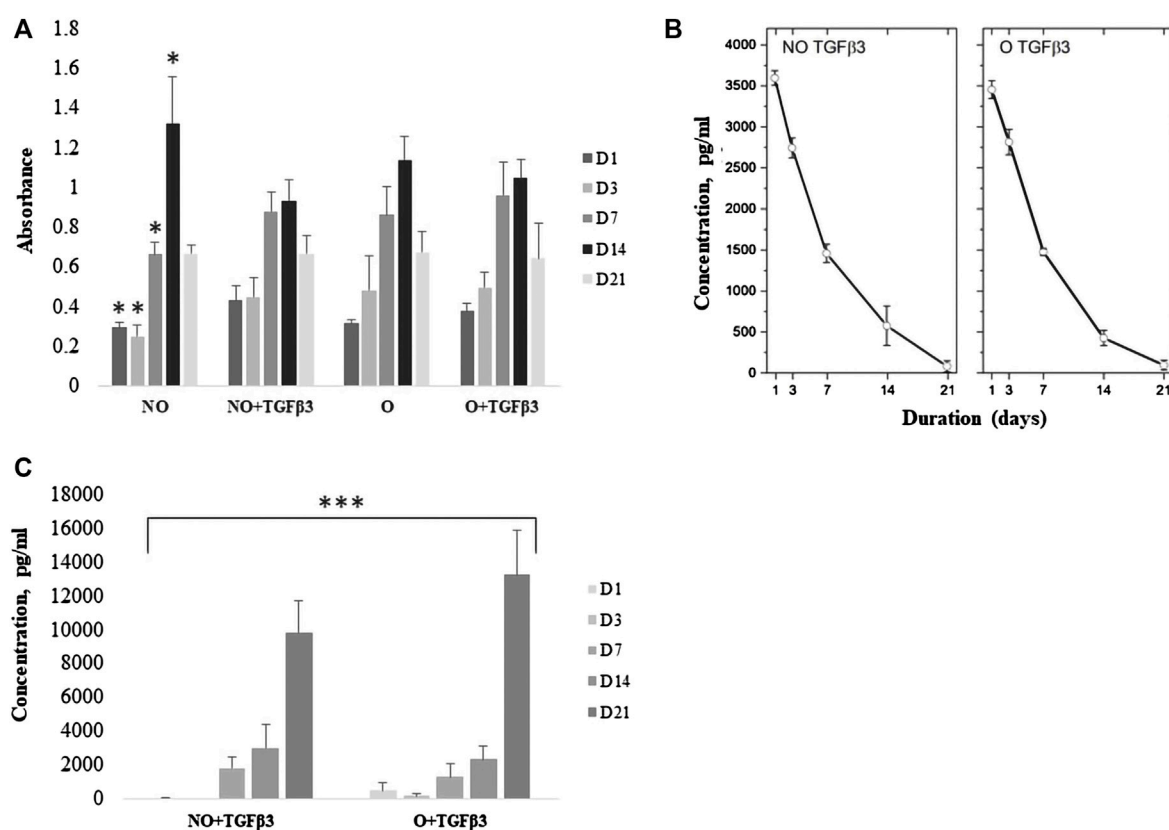 A
Absorbance
1.8
1.6
1.4
1.2
1
0.8
0.6
0.4
0.2
0
* * * *
NO NO+TGFβ3 O O+TGFβ3
D1
D3
D7
D14
D21
B
Concentration, pg/ml
4000
3500
3000
2500
2000
1500
1000
500
0
NO TGFβ3
O TGFβ3
1 3 7 14 21
1 3 7 14 21
Duration (days)
C
Concentration, pg/ml
18000
16000
14000
12000
10000
8000
6000
4000
2000
0
***
NO+TGFβ3 O+TGFβ3
D1
D3
D7
D14
D21